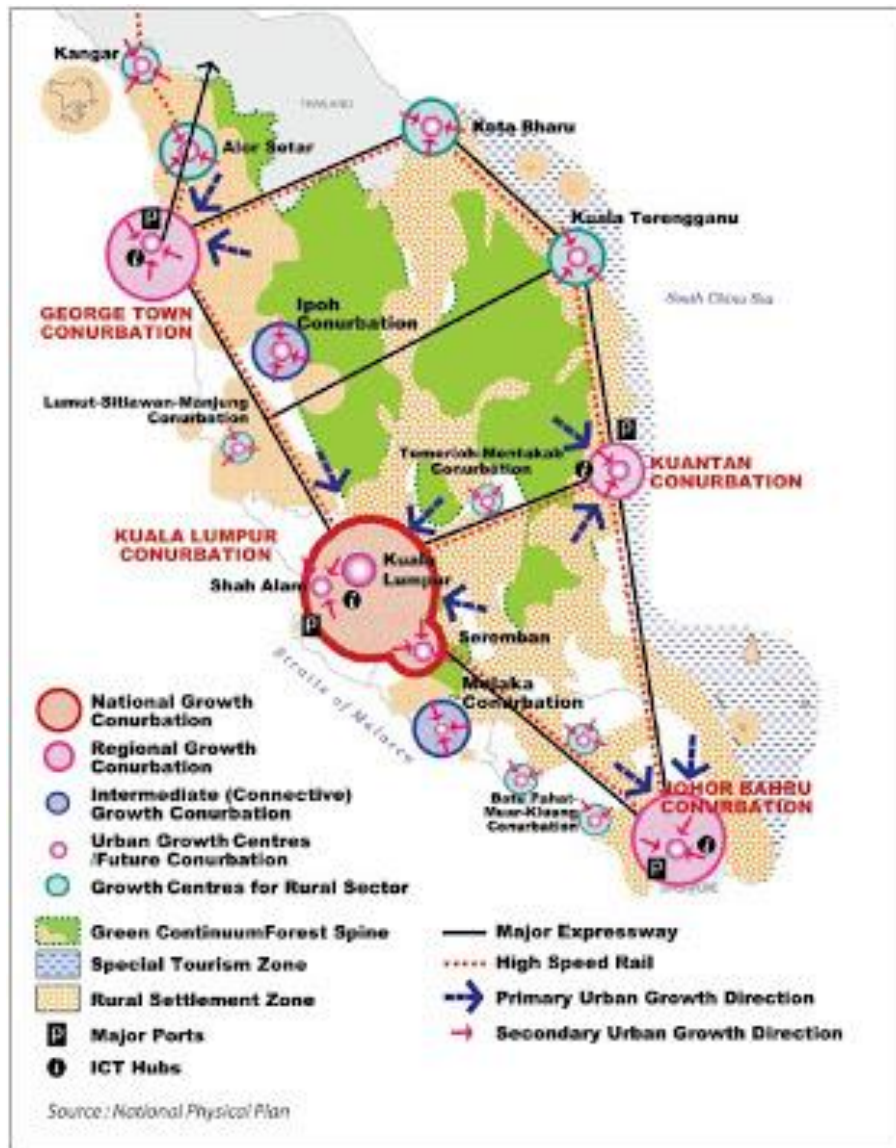 Kangar
THAILAND
Kota Bharu
Alor Setar
Kuala Terengganu
P
i
South China Sea
GEORGE TOWN
CONURBATION
Ipoh
Conurbation
Lumut-Sitiawan-Manjung
Conurbation
P
Temerloh-Mentakab
Conurbation
i
KUANTAN
CONURBATION
KUALA LUMPUR
CONURBATION
Kuala
Lumpur
Shah Alam
i
P
Seremban
Straits of Melacca
Melaka
Conurbation
JOHOR BAHRU
CONURBATION
Batu Pahat-
Muar-Kluang
Conurbation
i
P
National Growth
Conurbation
Regional Growth
Conurbation
Intermediate (Connective)
Growth Conurbation
Urban Growth Centres
/Future Conurbation
Growth Centres for Rural Sector
Green ContinuumForest Spine
Special Tourism Zone
Rural Settlement Zone
P Major Ports
i ICT Hubs
Major Expressway
High Speed Rail
Primary Urban Growth Direction
Secondary Urban Growth Direction
Source : National Physical Plan